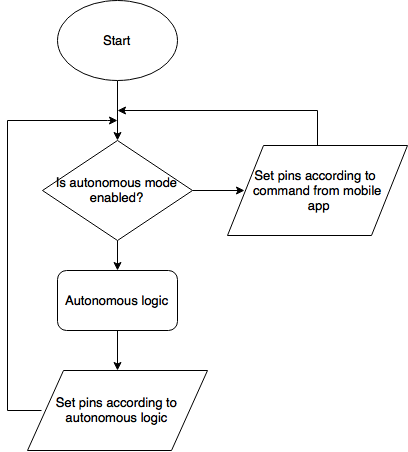 Start
Is autonomous mode
enabled?
Set pins according to
command from mobile
app
Autonomous logic
Set pins according to
autonomous logic